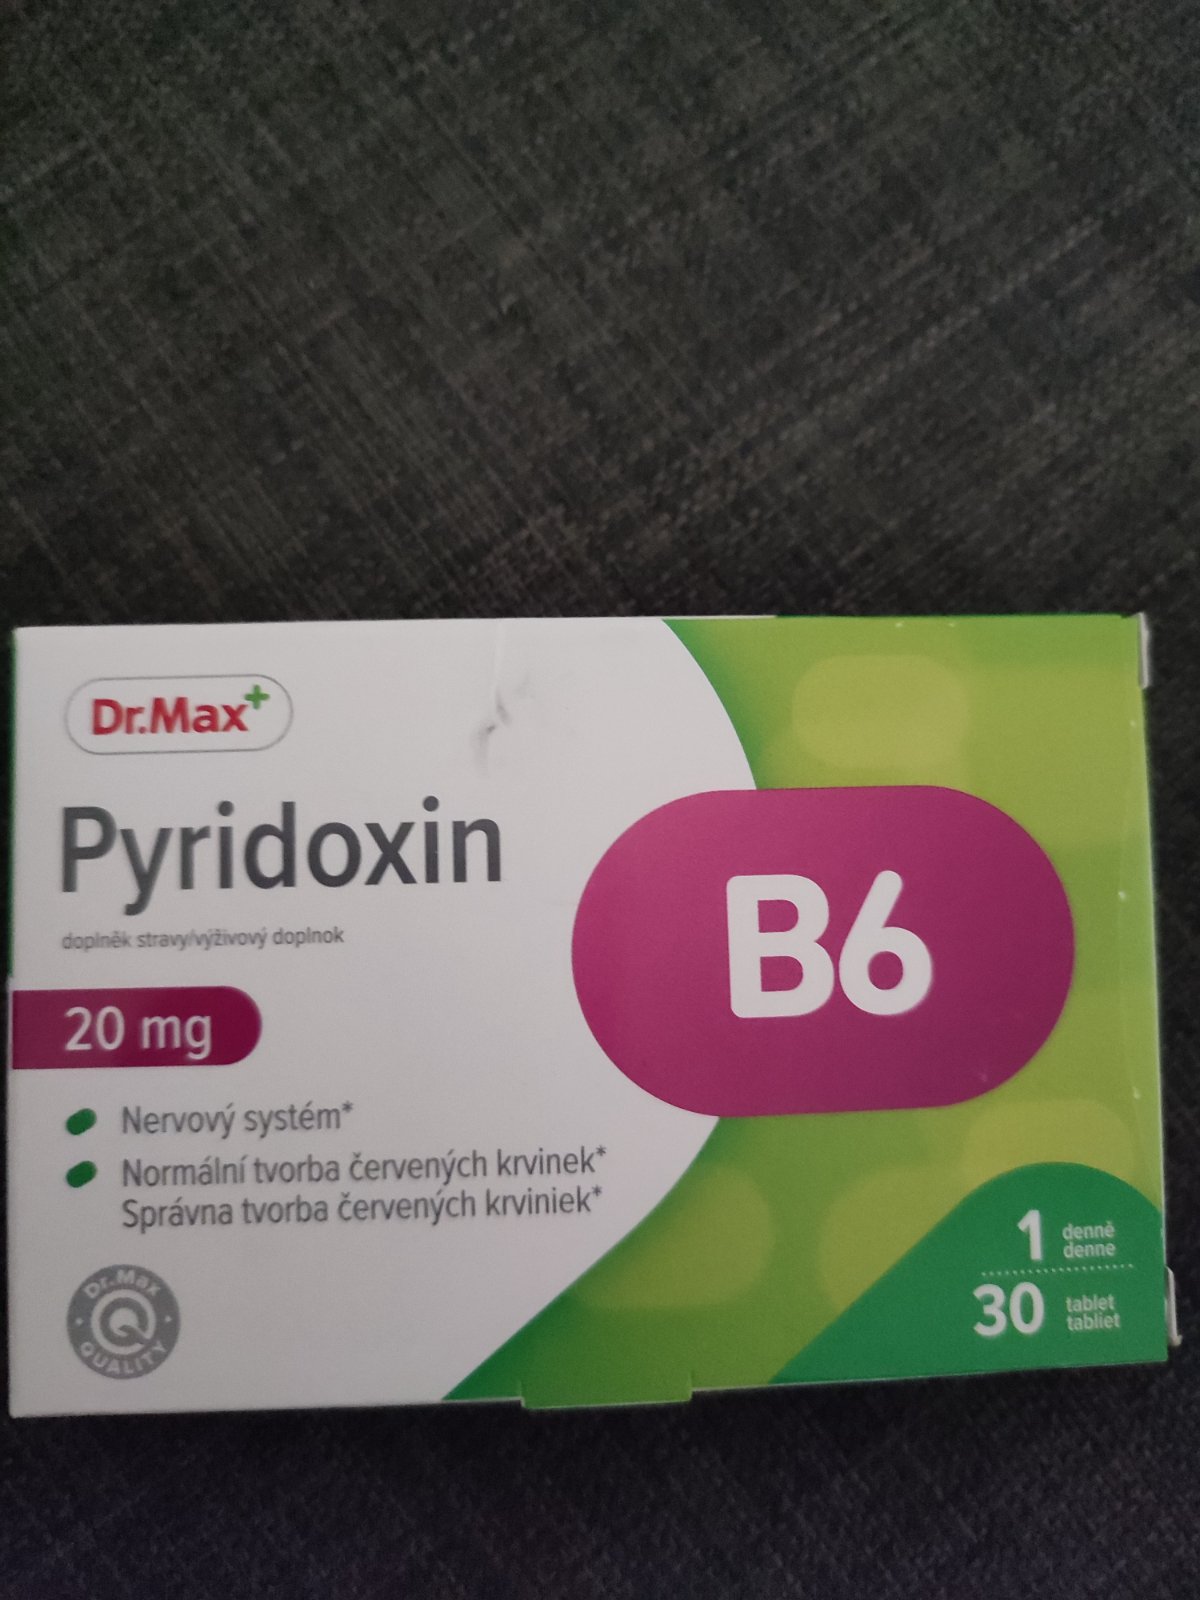 Dr.Max+
Pyridoxin
doplněk stravy/výživový doplnok
20 mg
B6
Nervový systém*
Normální tvorba červených krvinek*
Správna tvorba červených krviniek*
Dr.Max
Q
QUALITY
1 denně
denne
30 tablet
tabliet